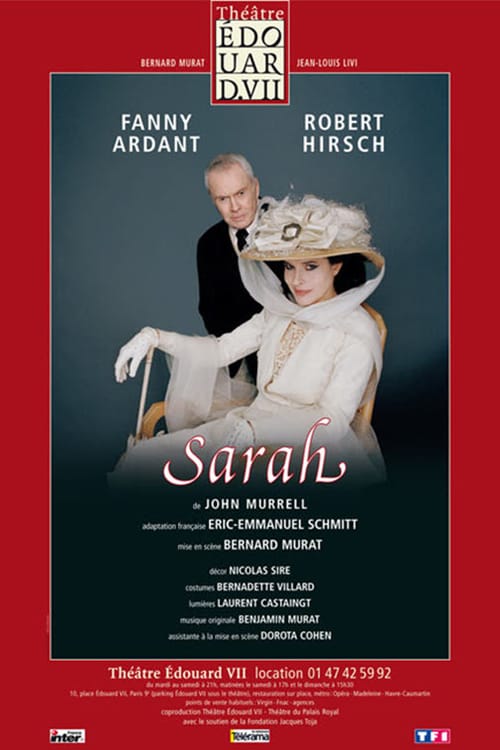 Théâtre
ÉDO
UAR
D.VII
BERNARD MURAT
JEAN-LOUIS LIVI
FANNY
ARDANT
ROBERT
HIRSCH
Sarah
de JOHN MURRELL
adaptation française ERIC-EMMANUEL SCHMITT
mise en scène BERNARD MURAT
décor NICOLAS SIRE
costumes BERNADETTE VILLARD
lumières LAURENT CASTAINGT
musique originale BENJAMIN MURAT
assistante à la mise en scène DOROTA COHEN
Théâtre Édouard VII location 01 47 42 59 92
du mardi au samedi à 21h, matinées le samedi à 17h et le dimanche à 15h30
10, place Édouard VII, Paris 9e (parking Édouard VII sous le théâtre), restauration sur place, métro : Opéra - Madeleine - Havre-Caumartin
points de vente habituels : Virgin - Fnac - agences
coproduction Théâtre Édouard VII - Théâtre du Palais Royal
avec le soutien de la Fondation Jacques Toja
inter
Télérama
TF1